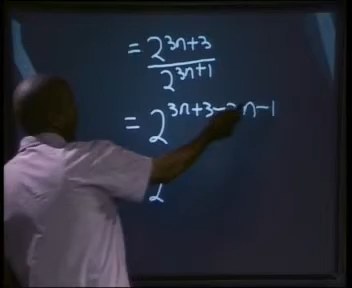 = 2^{3n+3}
2^{3n+1}
= 2^{3n+3-3n-1}
2